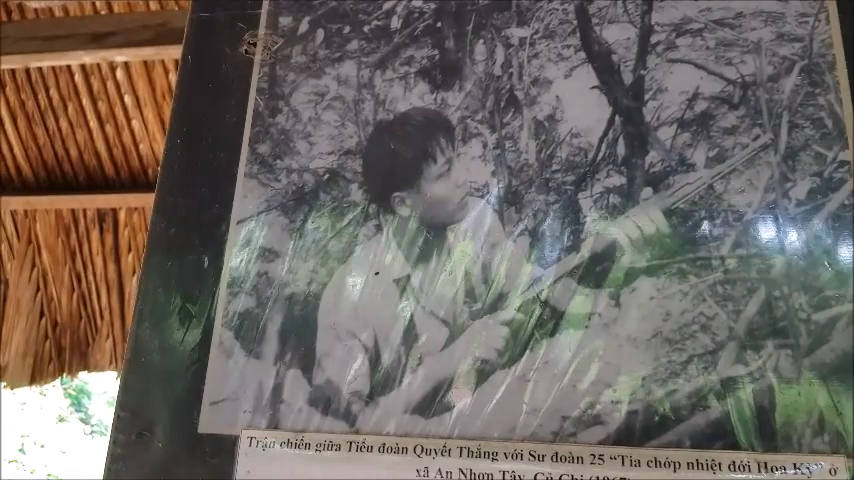 Trận chiến giữa Tiểu đoàn Quyết Thắng với Sư đoàn 25 “Tia chớp nhiệt đới Hoa Kỳ” ở
xã An Nhơn Tây, Củ Chi (1967